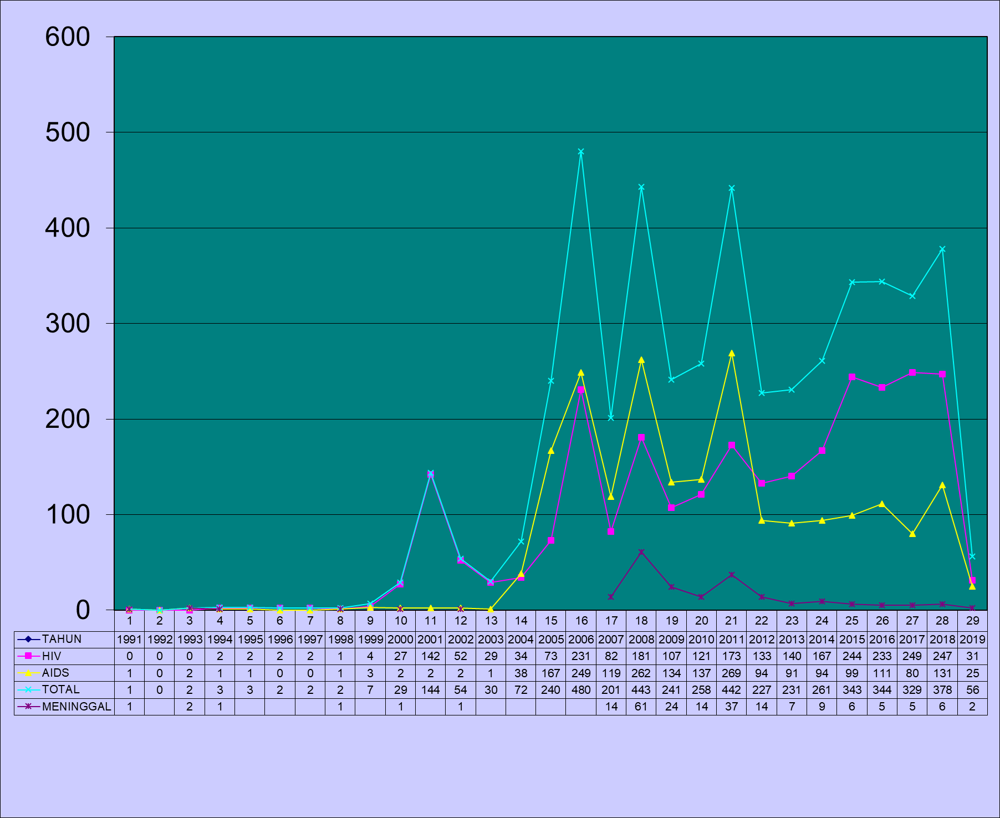 600
500
400
300
200
100
0
1 2 3 4 5 6 7 8 9 10 11 12 13 14 15 16 17 18 19 20 21 22 23 24 25 26 27 28 29
TAHUN 1991 1992 1993 1994 1995 1996 1997 1998 1999 2000 2001 2002 2003 2004 2005 2006 2007 2008 2009 2010 2011 2012 2013 2014 2015 2016 2017 2018 2019
HIV 0 0 0 2 2 2 2 1 4 27 142 52 29 34 73 231 82 181 107 121 173 133 140 167 244 233 249 247 31
AIDS 1 0 2 1 1 0 0 1 3 2 2 2 1 38 167 249 119 262 134 137 269 94 91 94 99 111 80 131 25
TOTAL 1 0 2 3 3 2 2 2 7 29 144 54 30 72 240 480 201 443 241 258 442 227 231 261 343 344 329 378 56
MENINGGAL 1 2 1 1 1 1 14 61 24 14 37 14 7 9 6 5 5 6 2